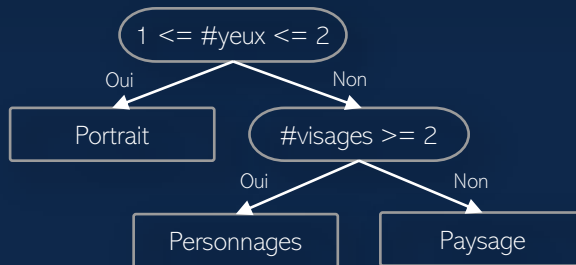 1 <= #yeux <= 2
Oui
Non
Portrait
#visages >= 2
Oui
Non
Personnages
Paysage